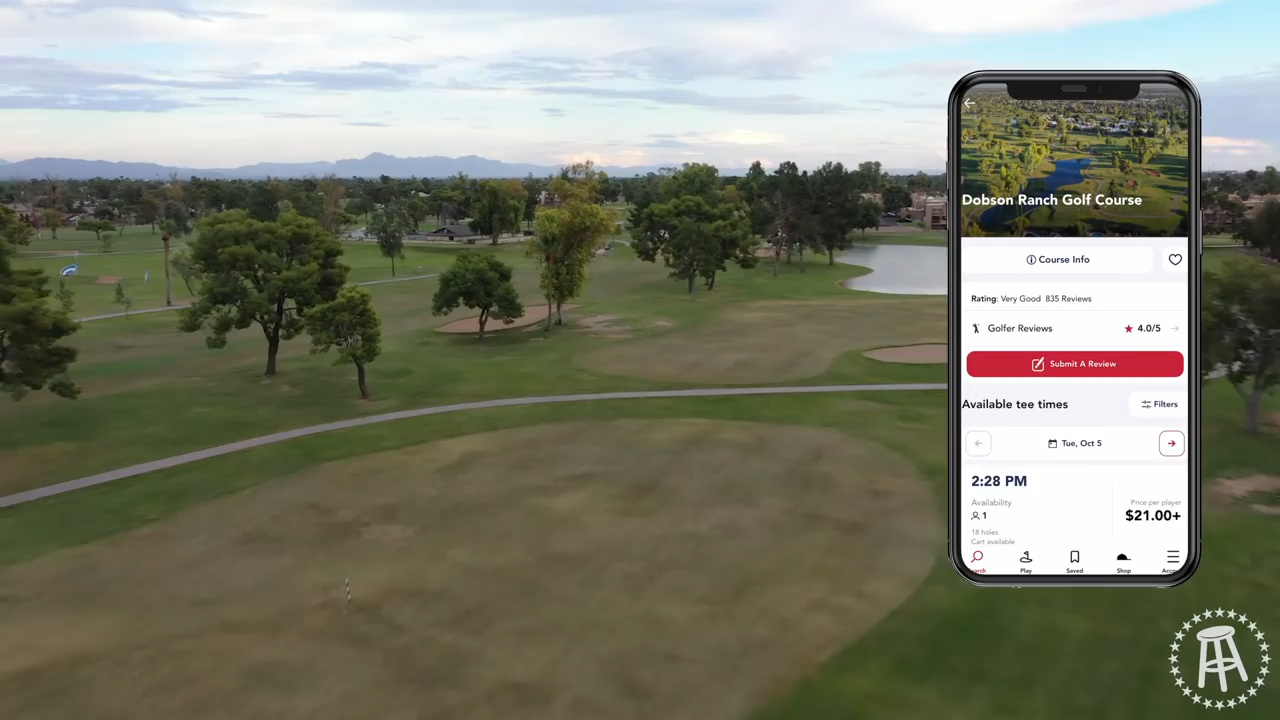 Dobson Ranch Golf Course
Course Info
Rating: Very Good 835 Reviews
Golfer Reviews 4.0/5
Submit A Review
Available tee times Filters
Tue, Oct 5
2:28 PM
Availability
1
Price per player
$21.00+
18 holes
Cart available
Play Saved Shop